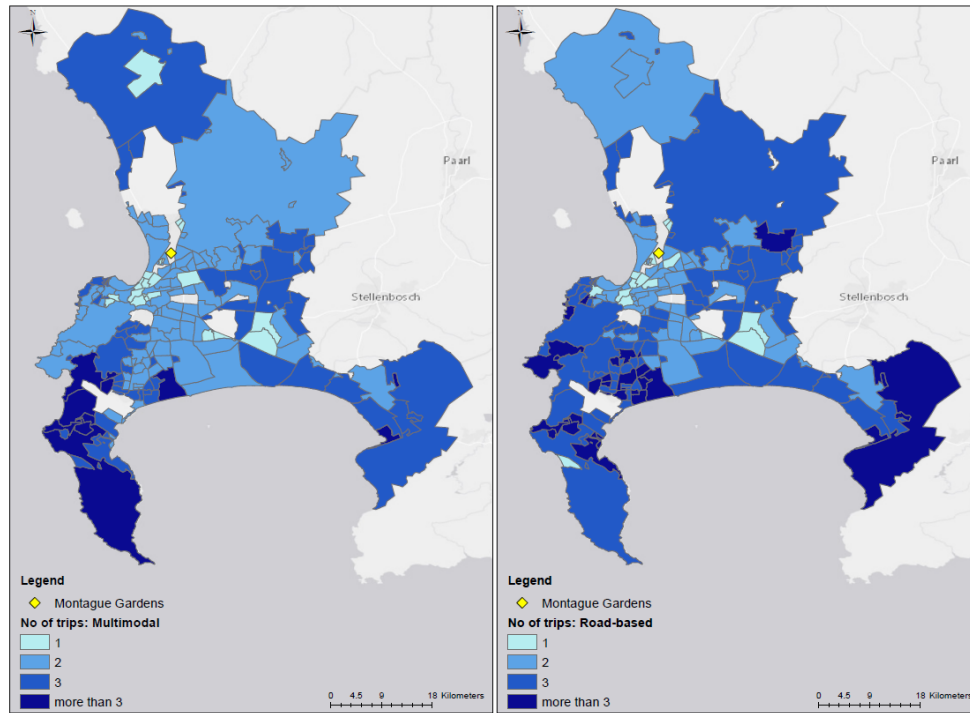 N
Paarl
Stellenbosch
Legend
Montague Gardens
No of trips: Multimodal
1
2
3
more than 3
0 4.5 9 18 Kilometers
N
Paarl
Stellenbosch
Legend
Montague Gardens
No of trips: Road-based
1
2
3
more than 3
0 4.5 9 18 Kilometers